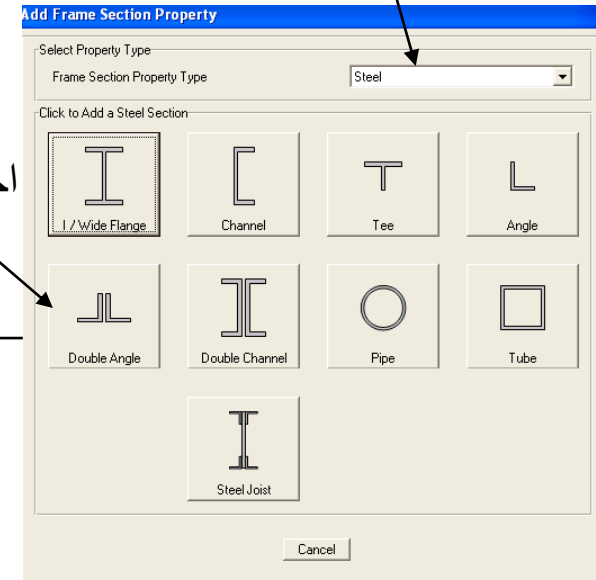 Add Frame Section Property
Select Property Type
Frame Section Property Type
Steel
Click to Add a Steel Section
I / Wide Flange
Channel
Tee
Angle
Double Angle
Double Channel
Pipe
Tube
Steel Joist
Cancel